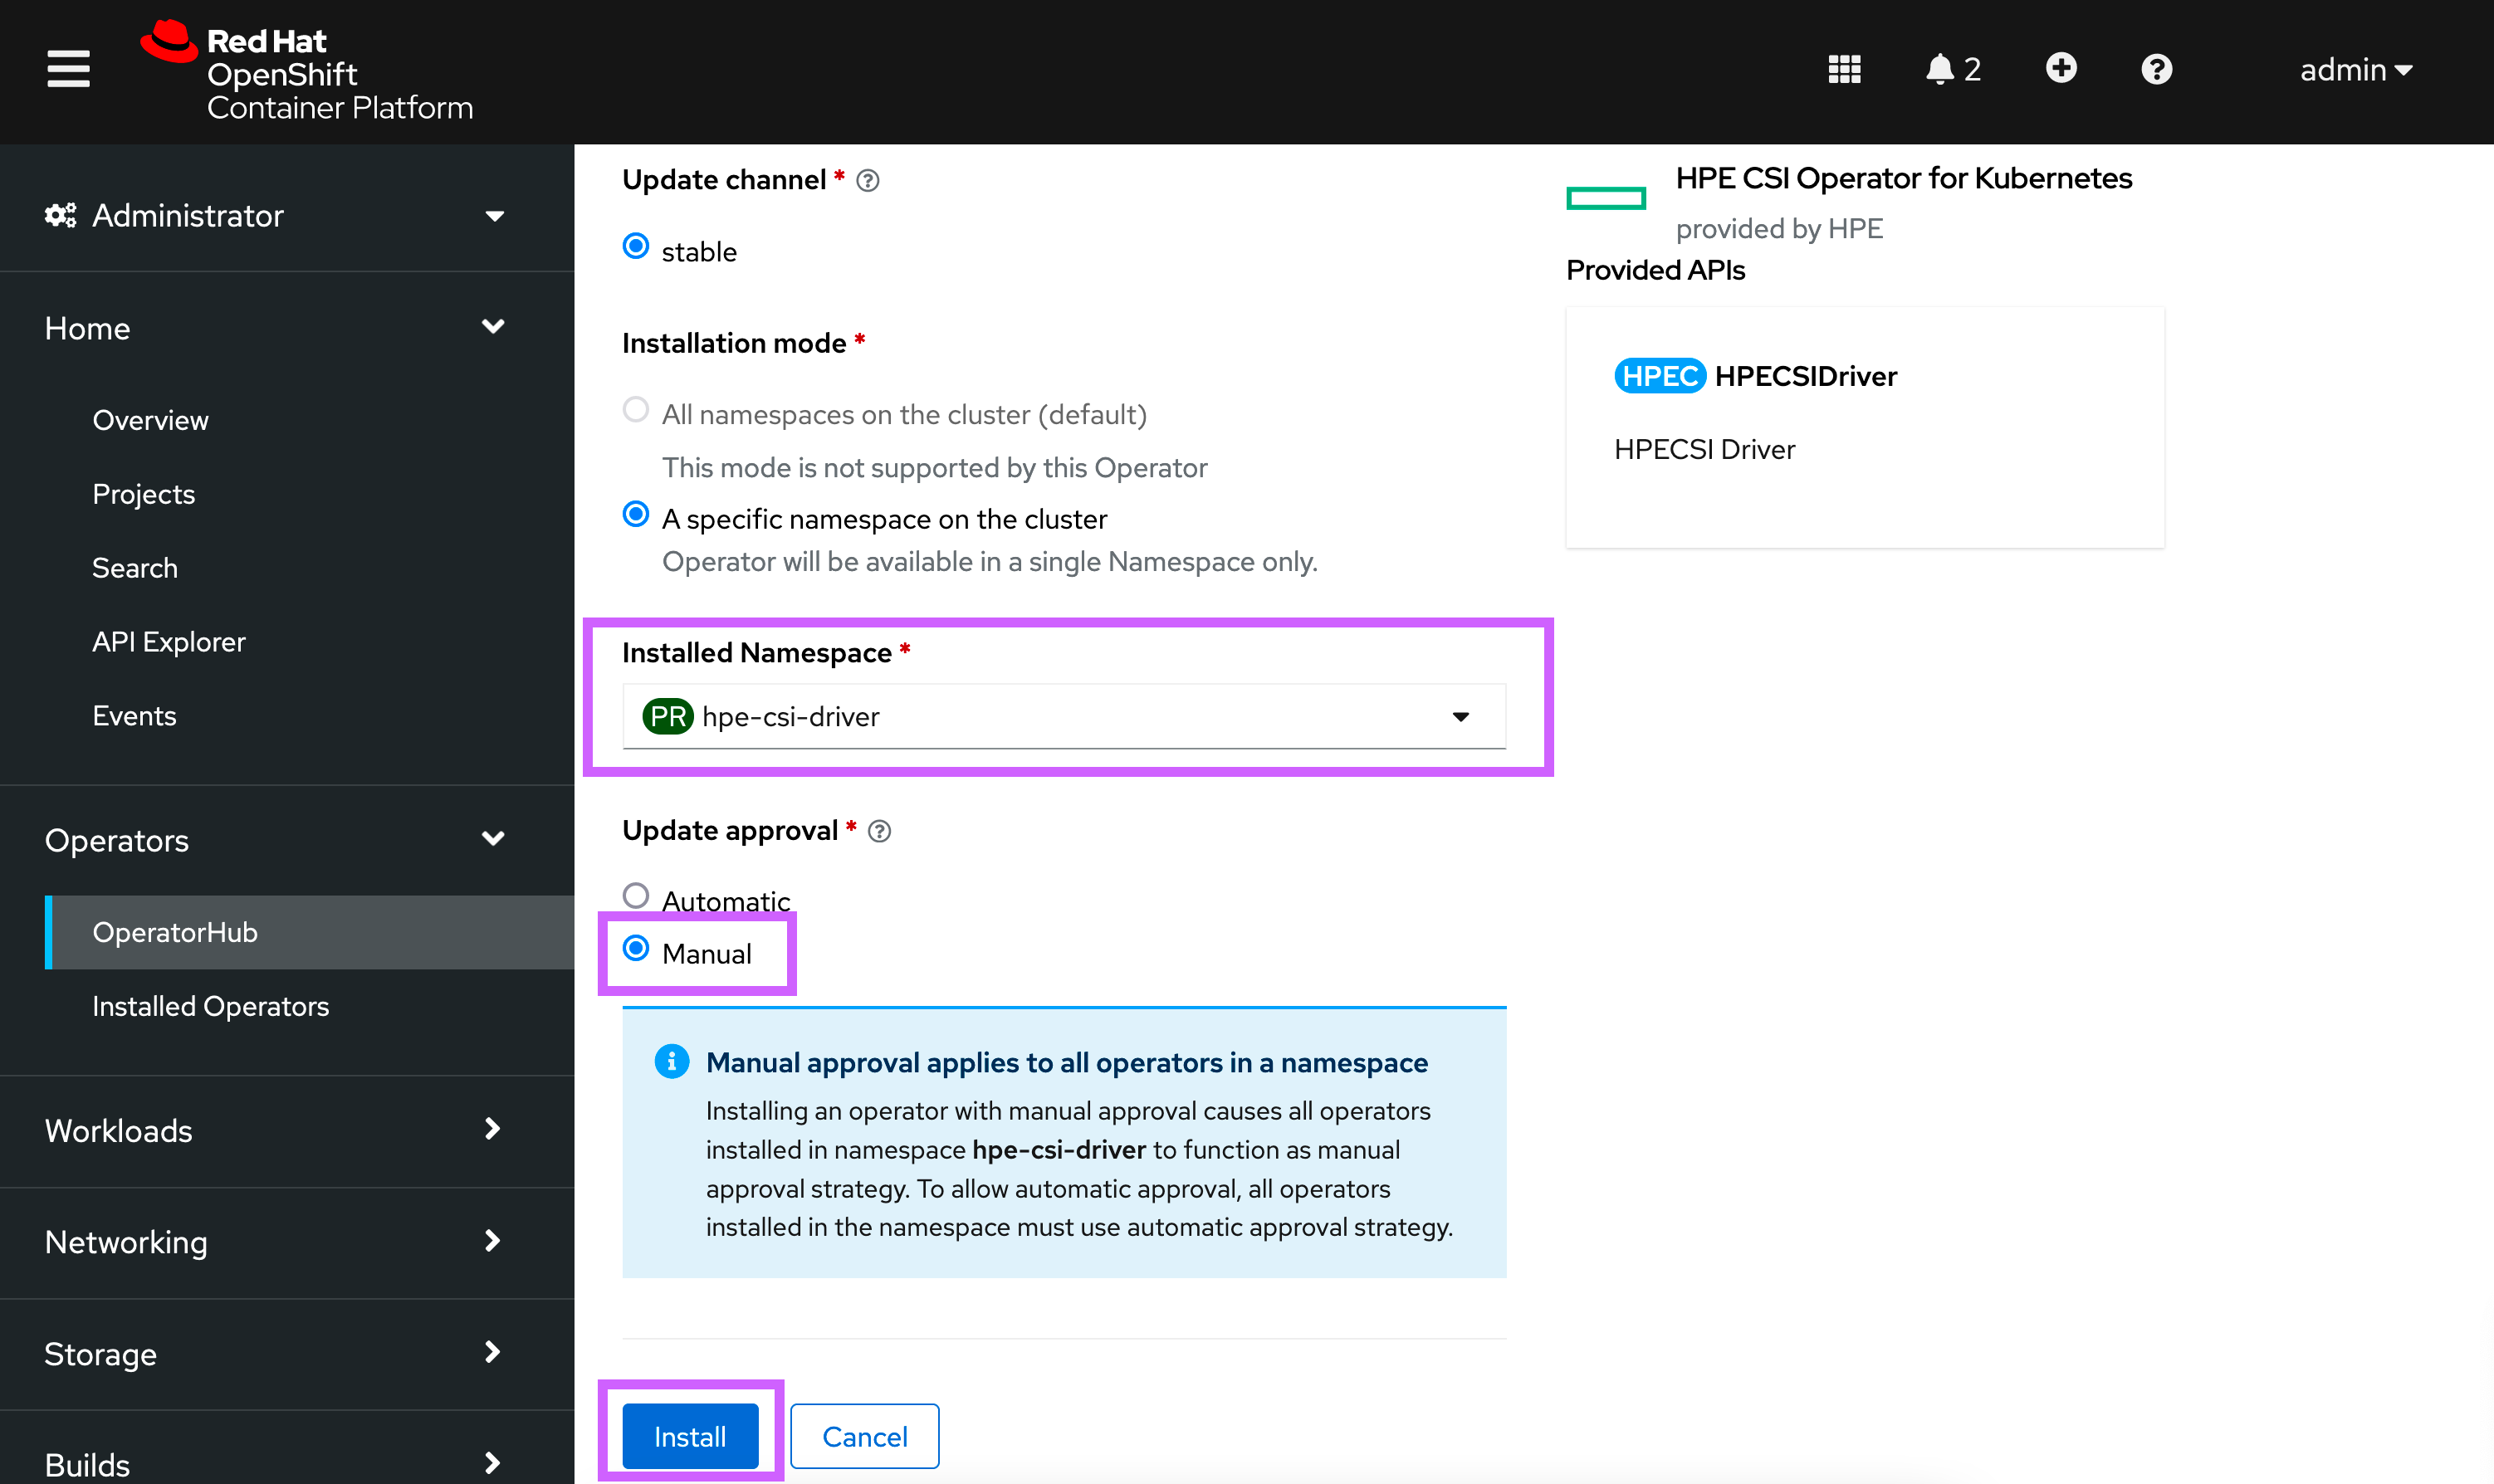 Red Hat
OpenShift
Container Platform
2
admin
Administrator
Home
Overview
Projects
Search
API Explorer
Events
Operators
OperatorHub
Installed Operators
Workloads
Networking
Storage
Builds
Update channel *
stable
Installation mode *
All namespaces on the cluster (default)
This mode is not supported by this Operator
A specific namespace on the cluster
Operator will be available in a single Namespace only.
Installed Namespace *
PR hpe-csi-driver
Update approval *
Automatic
Manual
Manual approval applies to all operators in a namespace
Installing an operator with manual approval causes all operators
installed in namespace hpe-csi-driver to function as manual
approval strategy. To allow automatic approval, all operators
installed in the namespace must use automatic approval strategy.
Install
Cancel
HPE CSI Operator for Kubernetes
provided by HPE
Provided APIs
HPEC HPECSIDriver
HPECSI Driver